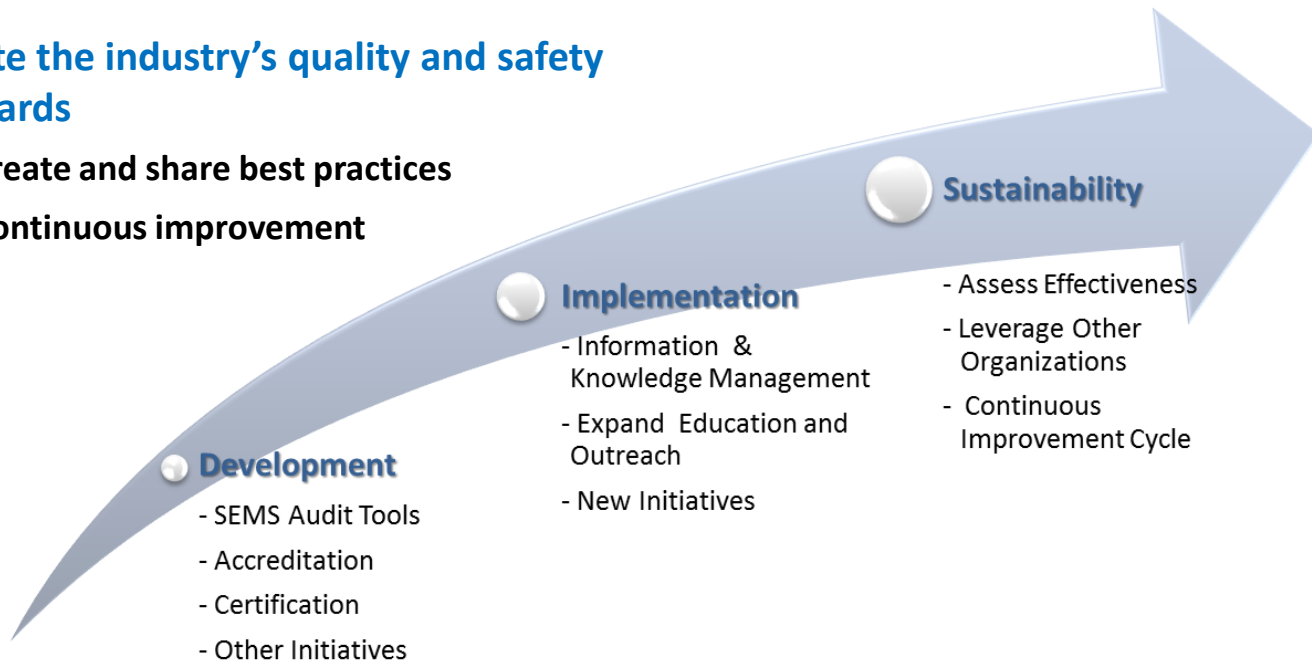 te the industry's quality and safety
ards
reate and share best practices
ontinuous improvement
Sustainability
- Assess Effectiveness
- Leverage Other
Organizations
- Continuous
Improvement Cycle
Implementation
- Information &
Knowledge Management
- Expand Education and
Outreach
- New Initiatives
Development
- SEMS Audit Tools
- Accreditation
- Certification
- Other Initiatives